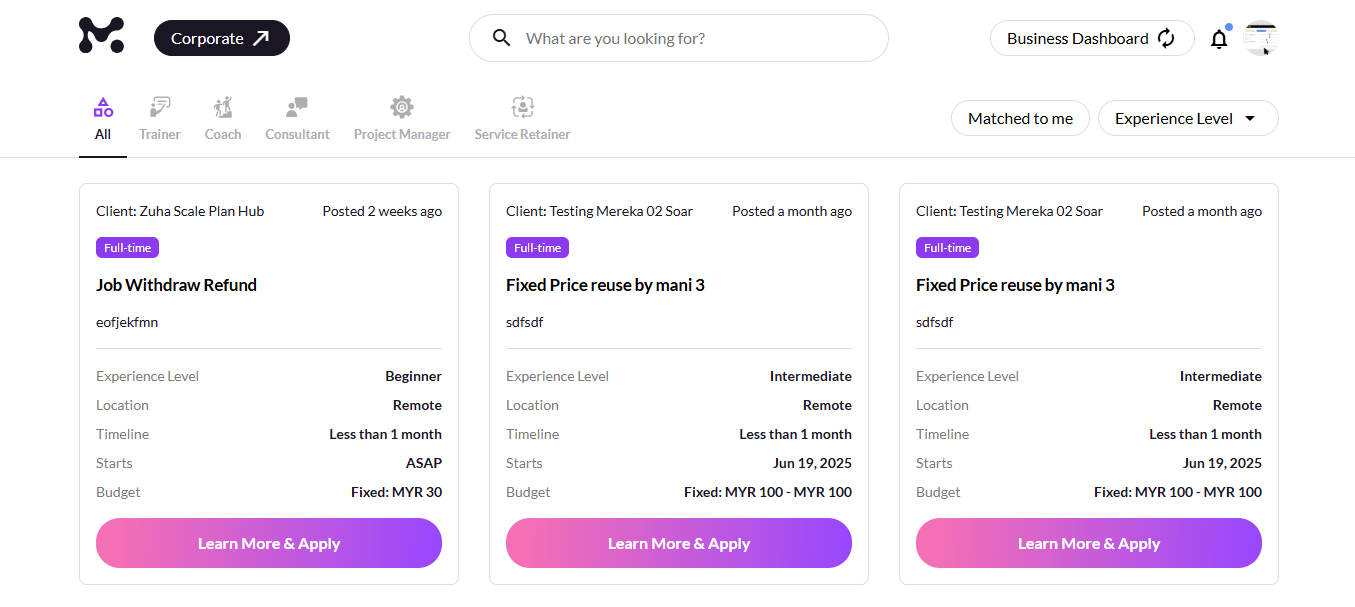 Corporate
What are you looking for?
Business Dashboard
All
Trainer
Coach
Consultant
Project Manager
Service Retainer
Matched to me
Experience Level
Client: Zuha Scale Plan Hub
Posted 2 weeks ago
Full-time
Job Withdraw Refund
eofjekfmn
Experience Level Beginner
Location Remote
Timeline Less than 1 month
Starts ASAP
Budget Fixed: MYR 30
Learn More & Apply
Client: Testing Mereka 02 Soar
Posted a month ago
Full-time
Fixed Price reuse by mani 3
sdfsdf
Experience Level Intermediate
Location Remote
Timeline Less than 1 month
Starts Jun 19, 2025
Budget Fixed: MYR 100 - MYR 100
Learn More & Apply
Client: Testing Mereka 02 Soar
Posted a month ago
Full-time
Fixed Price reuse by mani 3
sdfsdf
Experience Level Intermediate
Location Remote
Timeline Less than 1 month
Starts Jun 19, 2025
Budget Fixed: MYR 100 - MYR 100
Learn More & Apply